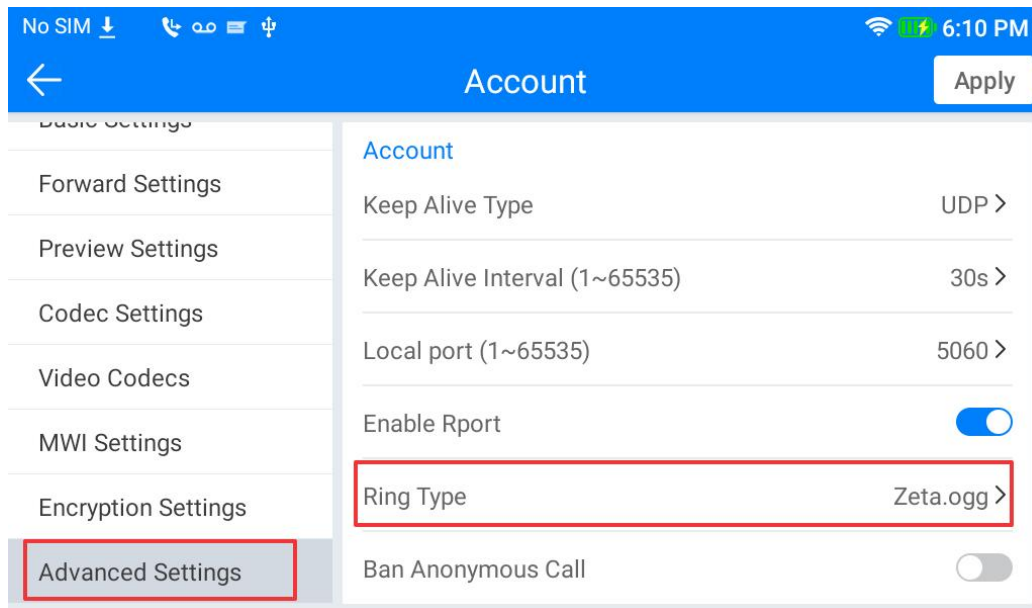 No SIM 6:10 PM
Account Apply
Basic Settings
Forward Settings
Preview Settings
Codec Settings
Video Codecs
MWI Settings
Encryption Settings
Advanced Settings
Account
Keep Alive Type UDP
Keep Alive Interval (1~65535) 30s
Local port (1~65535) 5060
Enable Rport
Ring Type Zeta.ogg
Ban Anonymous Call